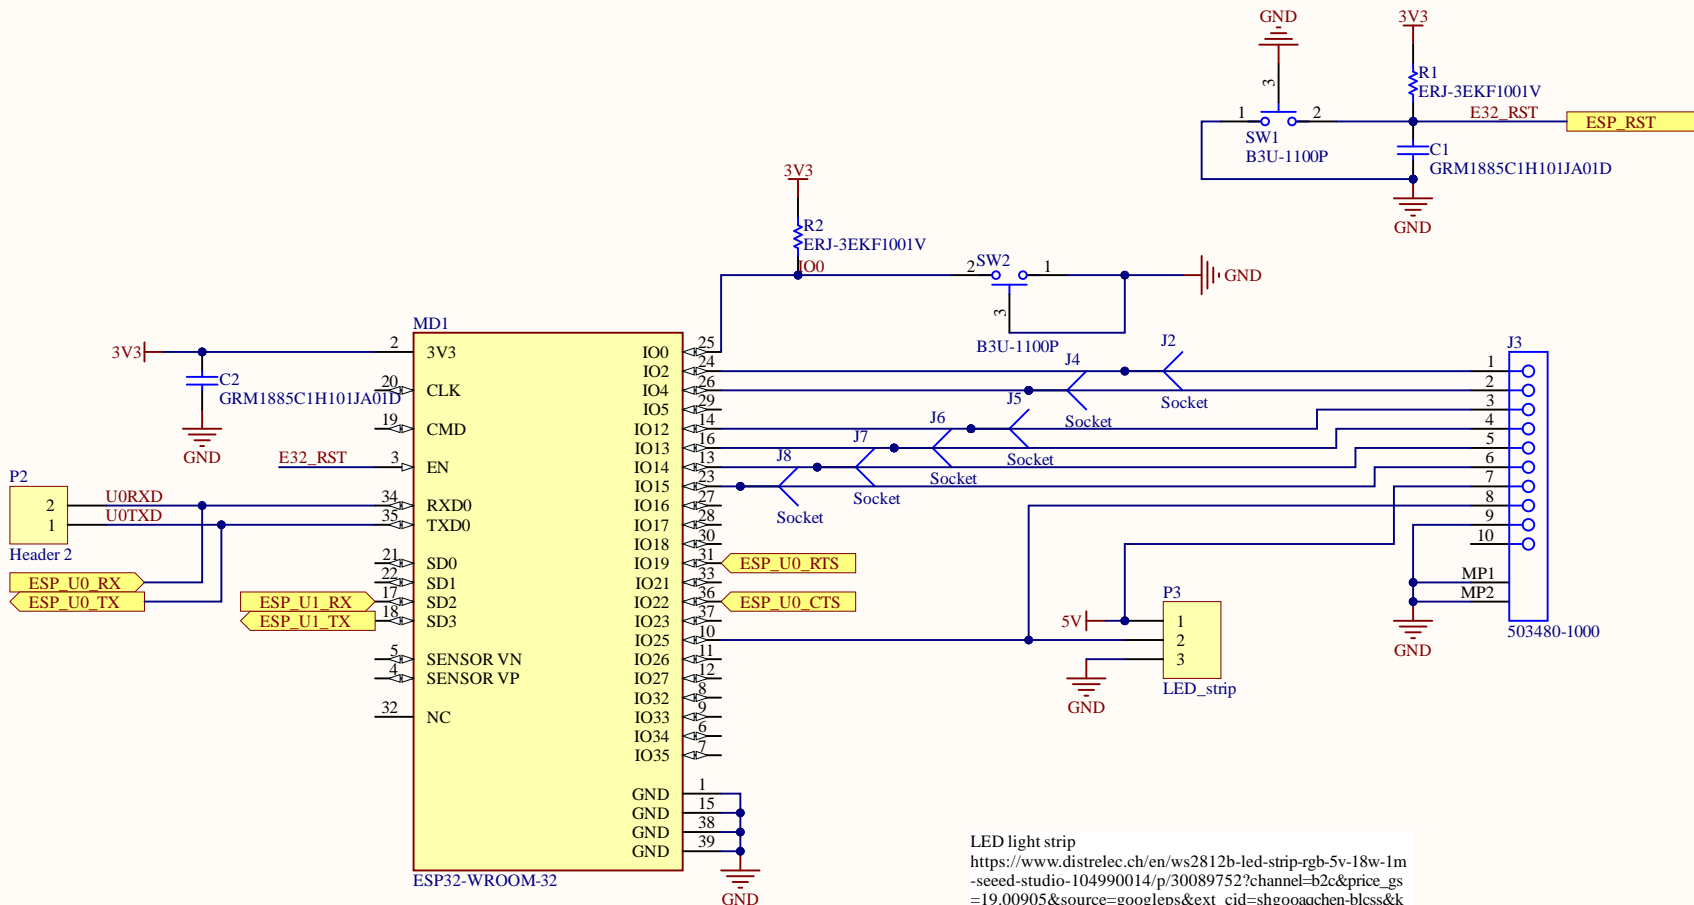 GND
3V3
R1
ERJ-3EKF1001V
3
1
2
E32_RST
ESP_RST
SW1
B3U-1100P
C1
GRM1885C1H101JA01D
GND
3V3
R2
ERJ-3EKF1001V
IO0
2
SW2
1
GND
3
B3U-1100P
MD1
3V3
2
3V3
C2
GRM1885C1H101JA01D
GND
20
CLK
19
CMD
E32_RST
3
EN
P2
2
1
U0RXD
U0TXD
34
RXD0
35
TXD0
Header 2
ESP_U0_RX
ESP_U0_TX
21
SD0
22
SD1
ESP_U1_RX
17
SD2
ESP_U1_TX
18
SD3
5
SENSOR VN
4
SENSOR VP
32
NC
IO0
25
IO2
24
IO4
26
IO5
29
IO12
14
IO13
16
IO14
13
IO15
23
IO16
27
IO17
28
IO18
30
IO19
31
ESP_U0_RTS
IO21
33
IO22
36
ESP_U0_CTS
IO23
37
IO25
10
IO26
11
IO27
12
IO32
8
IO33
9
IO34
6
IO35
7
GND
1
GND
15
GND
38
GND
39
GND
ESP32-WROOM-32
J2
Socket
J4
Socket
J5
Socket
J6
Socket
J7
Socket
J8
Socket
J3
1
2
3
4
5
6
7
8
9
10
MP1
MP2
503480-1000
GND
P3
5V
1
2
3
LED_strip
GND
LED light strip
https://www.distrelec.ch/en/ws2812b-led-strip-rgb-5v-18w-1m
-seeed-studio-104990014/p/30089752?channel=b2c&price_gs
=19.00905&source=googleps&ext_cid=shgooaqchen-blcss&k